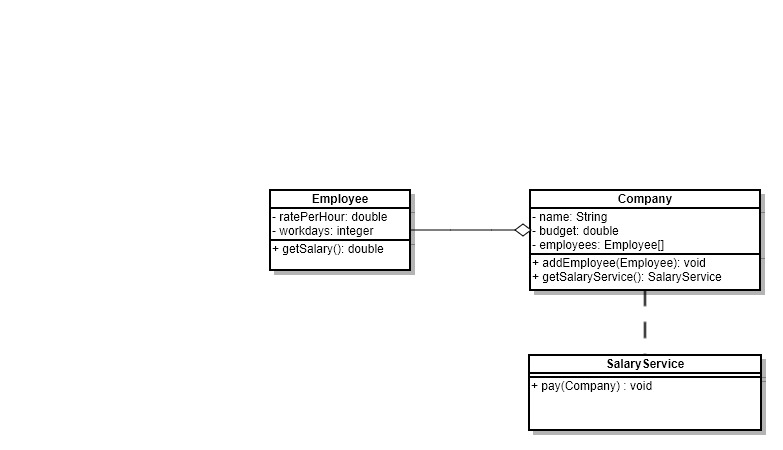 Employee
- ratePerHour: double
- workdays: integer
+ getSalary(): double
Company
- name: String
- budget: double
- employees: Employee[]
+ addEmployee(Employee): void
+ getSalaryService(): SalaryService
SalaryService
+ pay(Company) : void